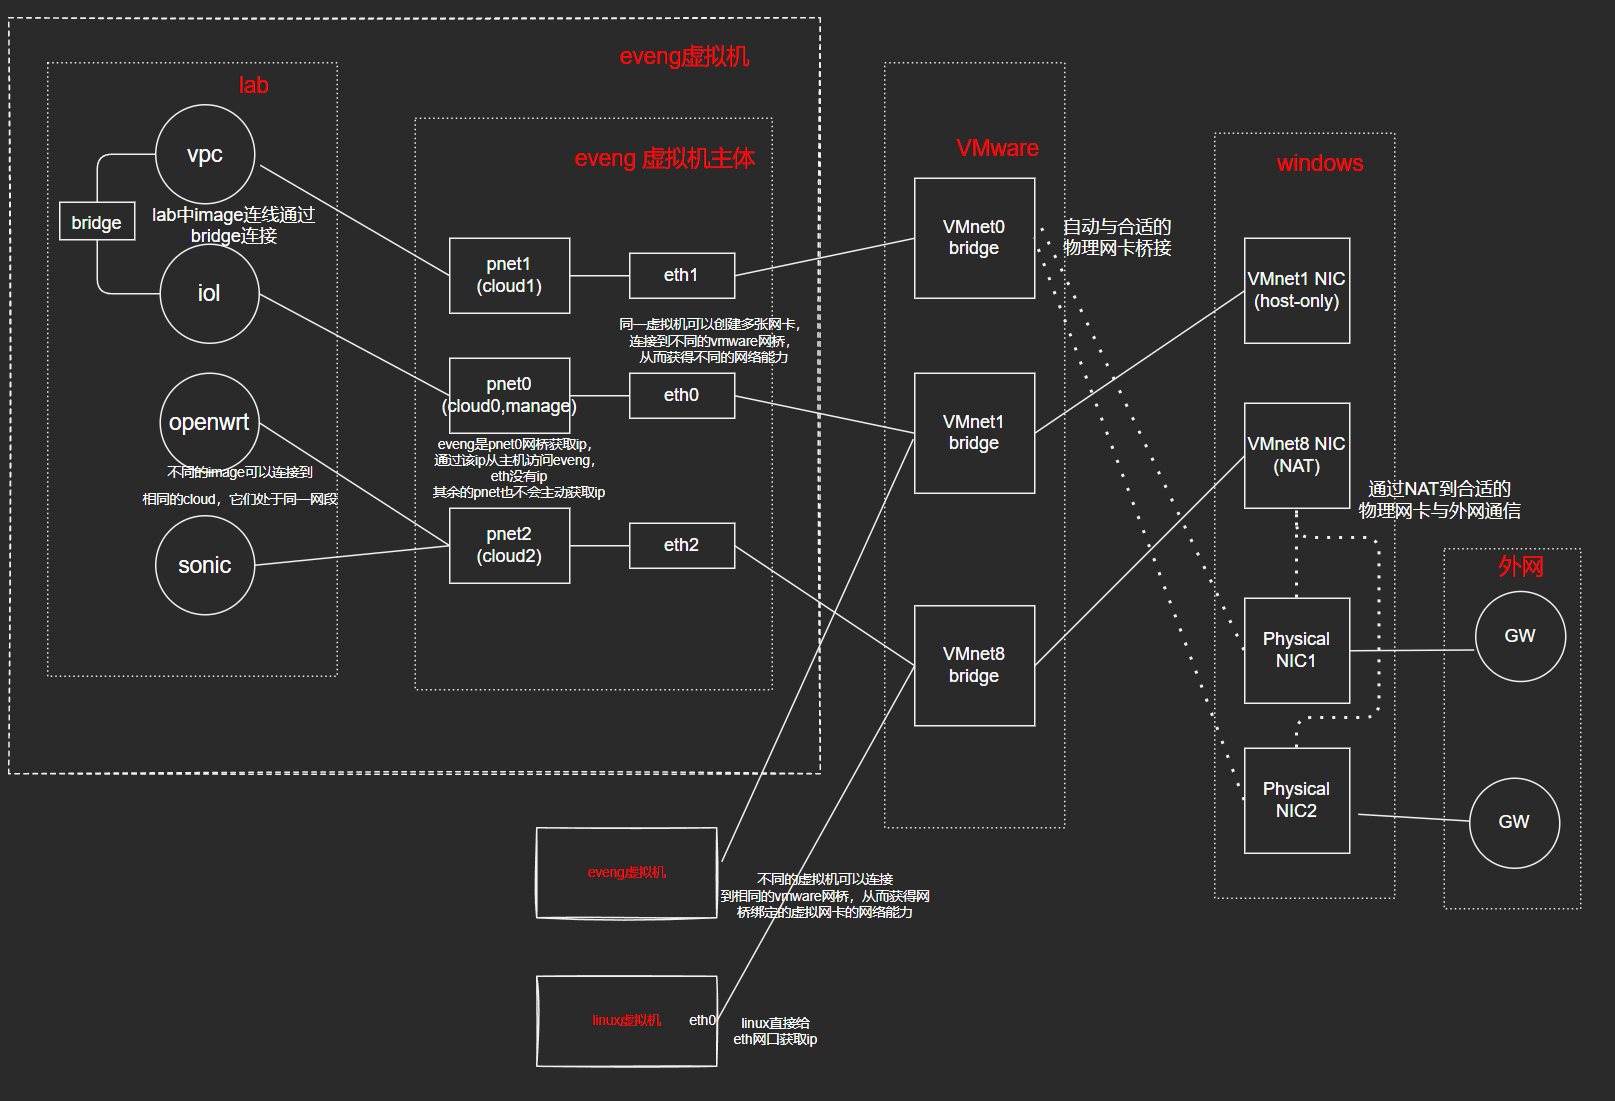 eveng虚拟机
lab
vpc
bridge
lab中image连线通过
bridge连接
iol
openwrt
不同的image可以连接到
相同的cloud，它们处于同一网段
sonic
eveng 虚拟机主体
pnet1
(cloud1)
eth1
同一虚拟机可以创建多张网卡，
连接到不同的vmware网桥，
从而获得不同的网络能力
pnet0
(cloud0,manage)
eth0
eveng是pnet0网桥获取ip，
通过该ip从主机访问eveng，
eth没有ip
其余的pnet也不会主动获取ip
pnet2
(cloud2)
eth2
VMware
VMnet0
bridge
自动与合适的
物理网卡桥接
VMnet1
bridge
VMnet8
bridge
windows
VMnet1 NIC
(host-only)
VMnet8 NIC
(NAT)
通过NAT到合适的
物理网卡与外网通信
Physical
NIC1
Physical
NIC2
外网
GW
GW
eveng虚拟机
不同的虚拟机可以连接
到相同的vmware网桥，从而获得网
桥绑定的虚拟网卡的网络能力
linux虚拟机
eth0
linux直接给
eth网口获取ip